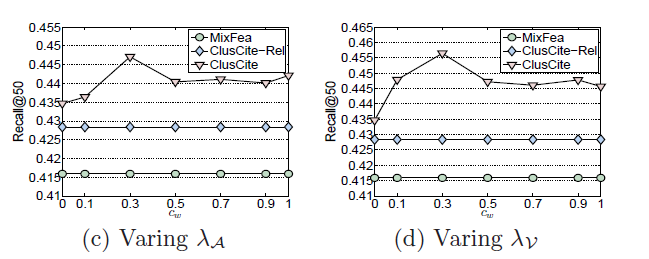 0.455
0.45
0.445
0.44
0.435
0.43
0.425
0.42
0.415
0.41
Recall@50
MixFea
ClusCite-Rel
ClusCite
0 0.1 0.3 0.5 0.7 0.9 1
c_w
(c) Varing λ_𝒜
0.465
0.46
0.455
0.45
0.445
0.44
0.435
0.43
0.425
0.42
0.415
0.41
Recall@50
MixFea
ClusCite-Rel
ClusCite
0 0.1 0.3 0.5 0.7 0.9 1
c_w
(d) Varing λ_𝒱